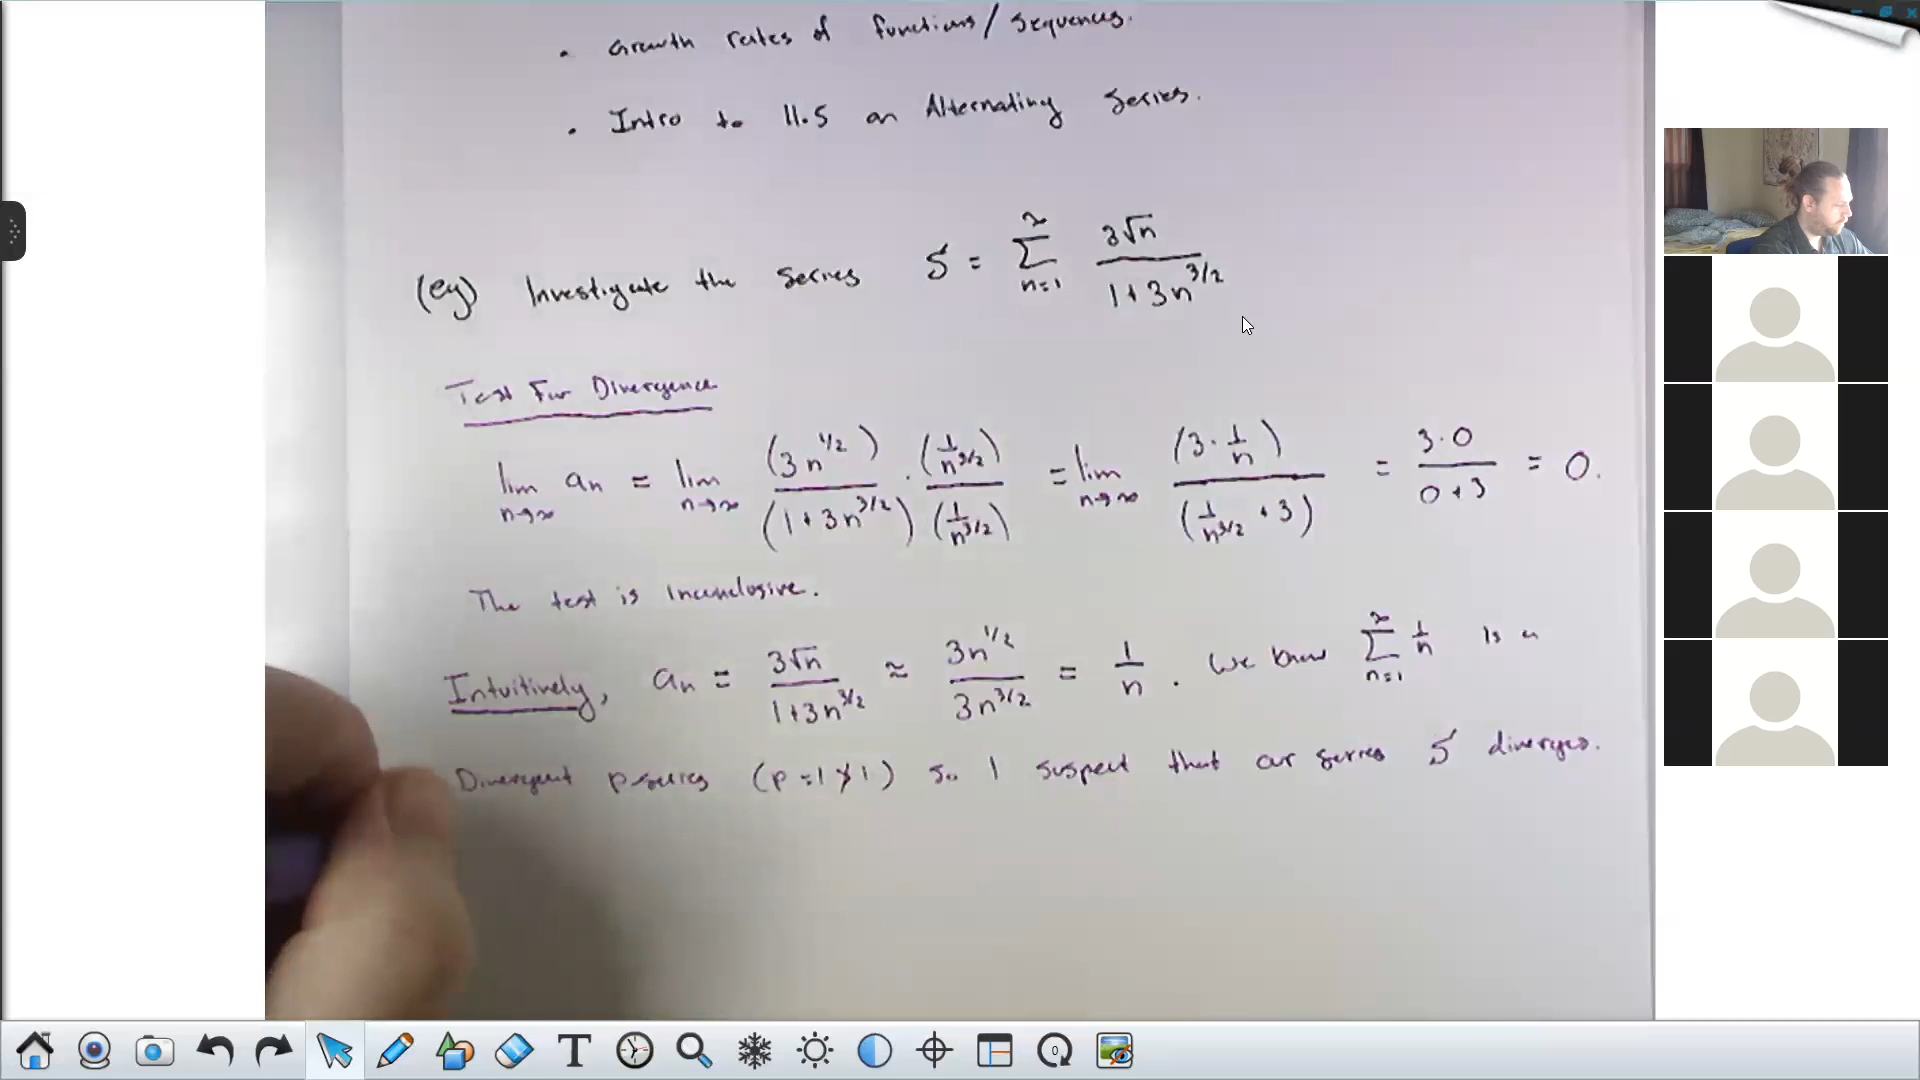 • Growth rates of functions/sequences.
• Intro to 11.5 on Alternating Series.
(eg) Investigate the series S = ∑_{n=1}^{∞} 3√n / (1+3n^{3/2})
Test For Divergence
lim_{n→∞} a_n = lim_{n→∞} (3n^{1/2}) / (1+3n^{3/2}) · (1/n^{3/2}) / (1/n^{3/2}) = lim_{n→∞} (3·1/n) / (1/n^{3/2} + 3) = 3·0 / (0+3) = 0.
The test is inconclusive.
Intuitively, a_n = 3√n / (1+3n^{3/2}) ≈ 3n^{1/2} / 3n^{3/2} = 1/n. We know ∑_{n=1}^{∞} 1/n is a
Divergent p-series (p=1≯1) so I suspect that our series S diverges.
T
0